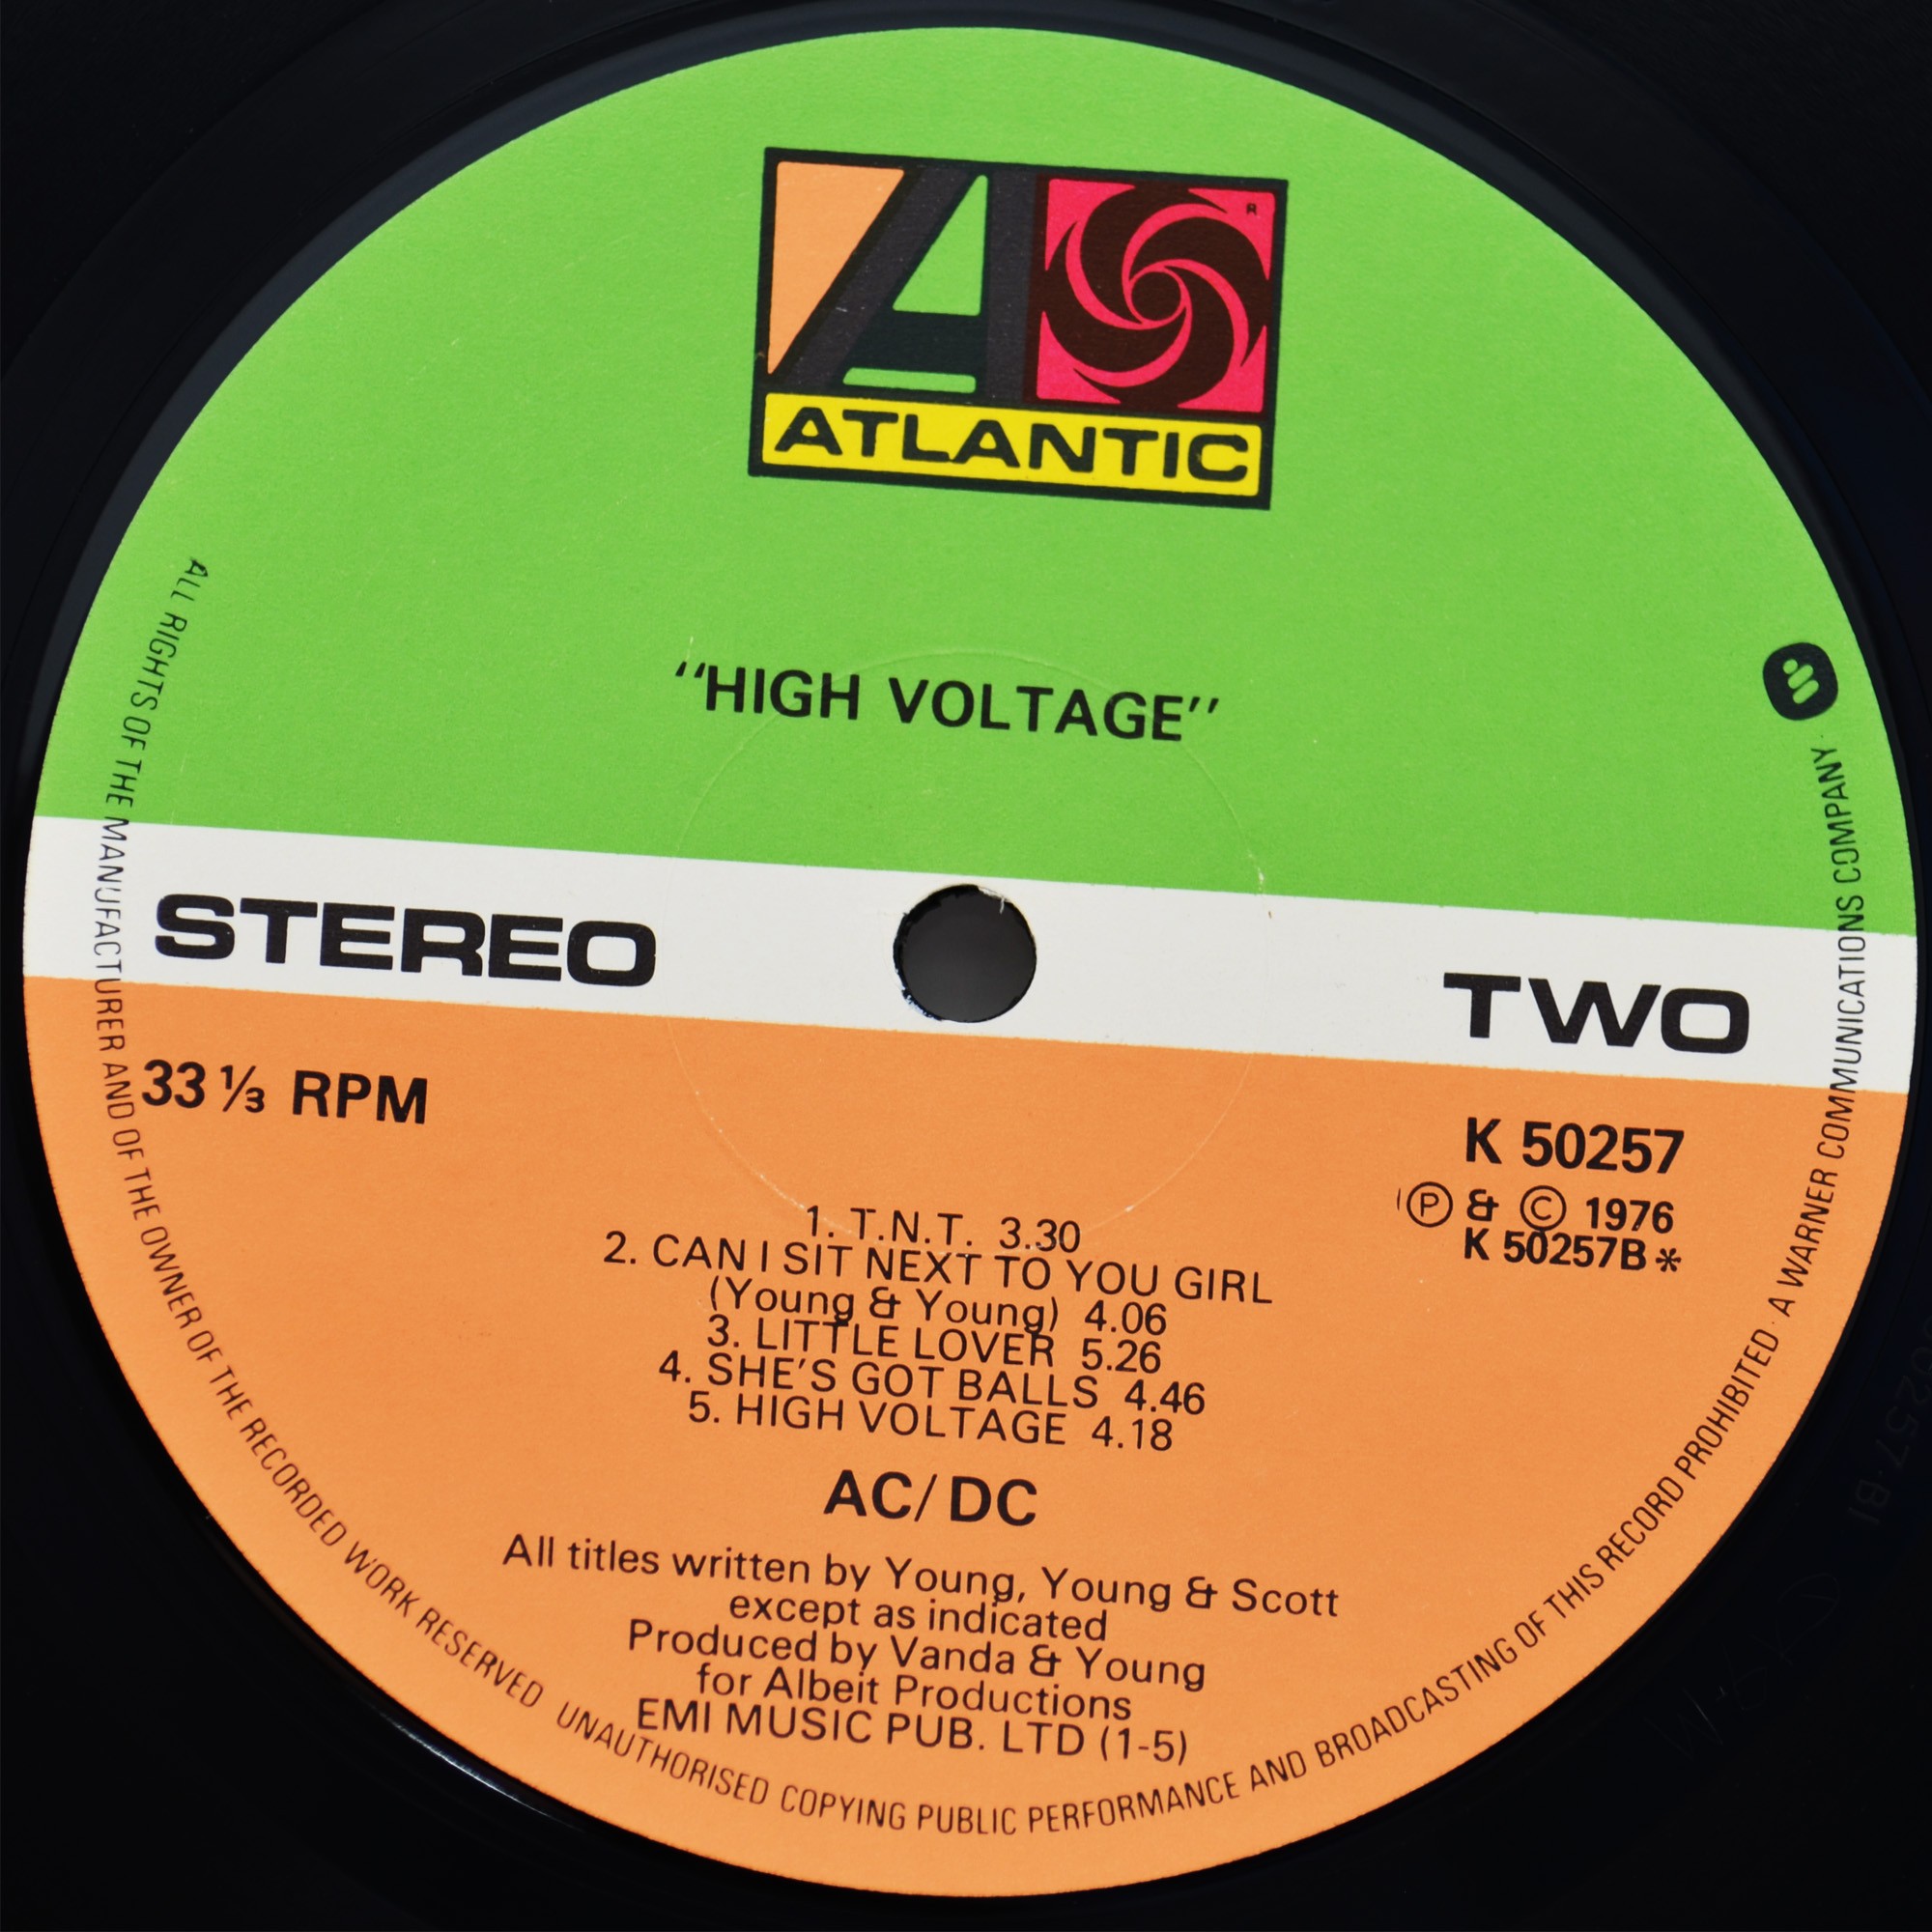 ATLANTIC
®
"HIGH VOLTAGE"
STEREO
TWO
33 ⅓ RPM
K 50257
Ⓟ & Ⓒ 1976
K 50257B*
1. T.N.T. 3.30
2. CAN I SIT NEXT TO YOU GIRL
(Young & Young) 4.06
3. LITTLE LOVER 5.26
4. SHE'S GOT BALLS 4.46
5. HIGH VOLTAGE 4.18
AC/DC
All titles written by Young, Young & Scott
except as indicated
Produced by Vanda & Young
for Albeit Productions
EMI MUSIC PUB. LTD (1-5)
ALL RIGHTS OF THE MANUFACTURER AND OF THE OWNER OF THE RECORDED WORK RESERVED UNAUTHORISED COPYING PUBLIC PERFORMANCE AND BROADCASTING OF THIS RECORD PROHIBITED · A WARNER COMMUNICATIONS COMPANY ·